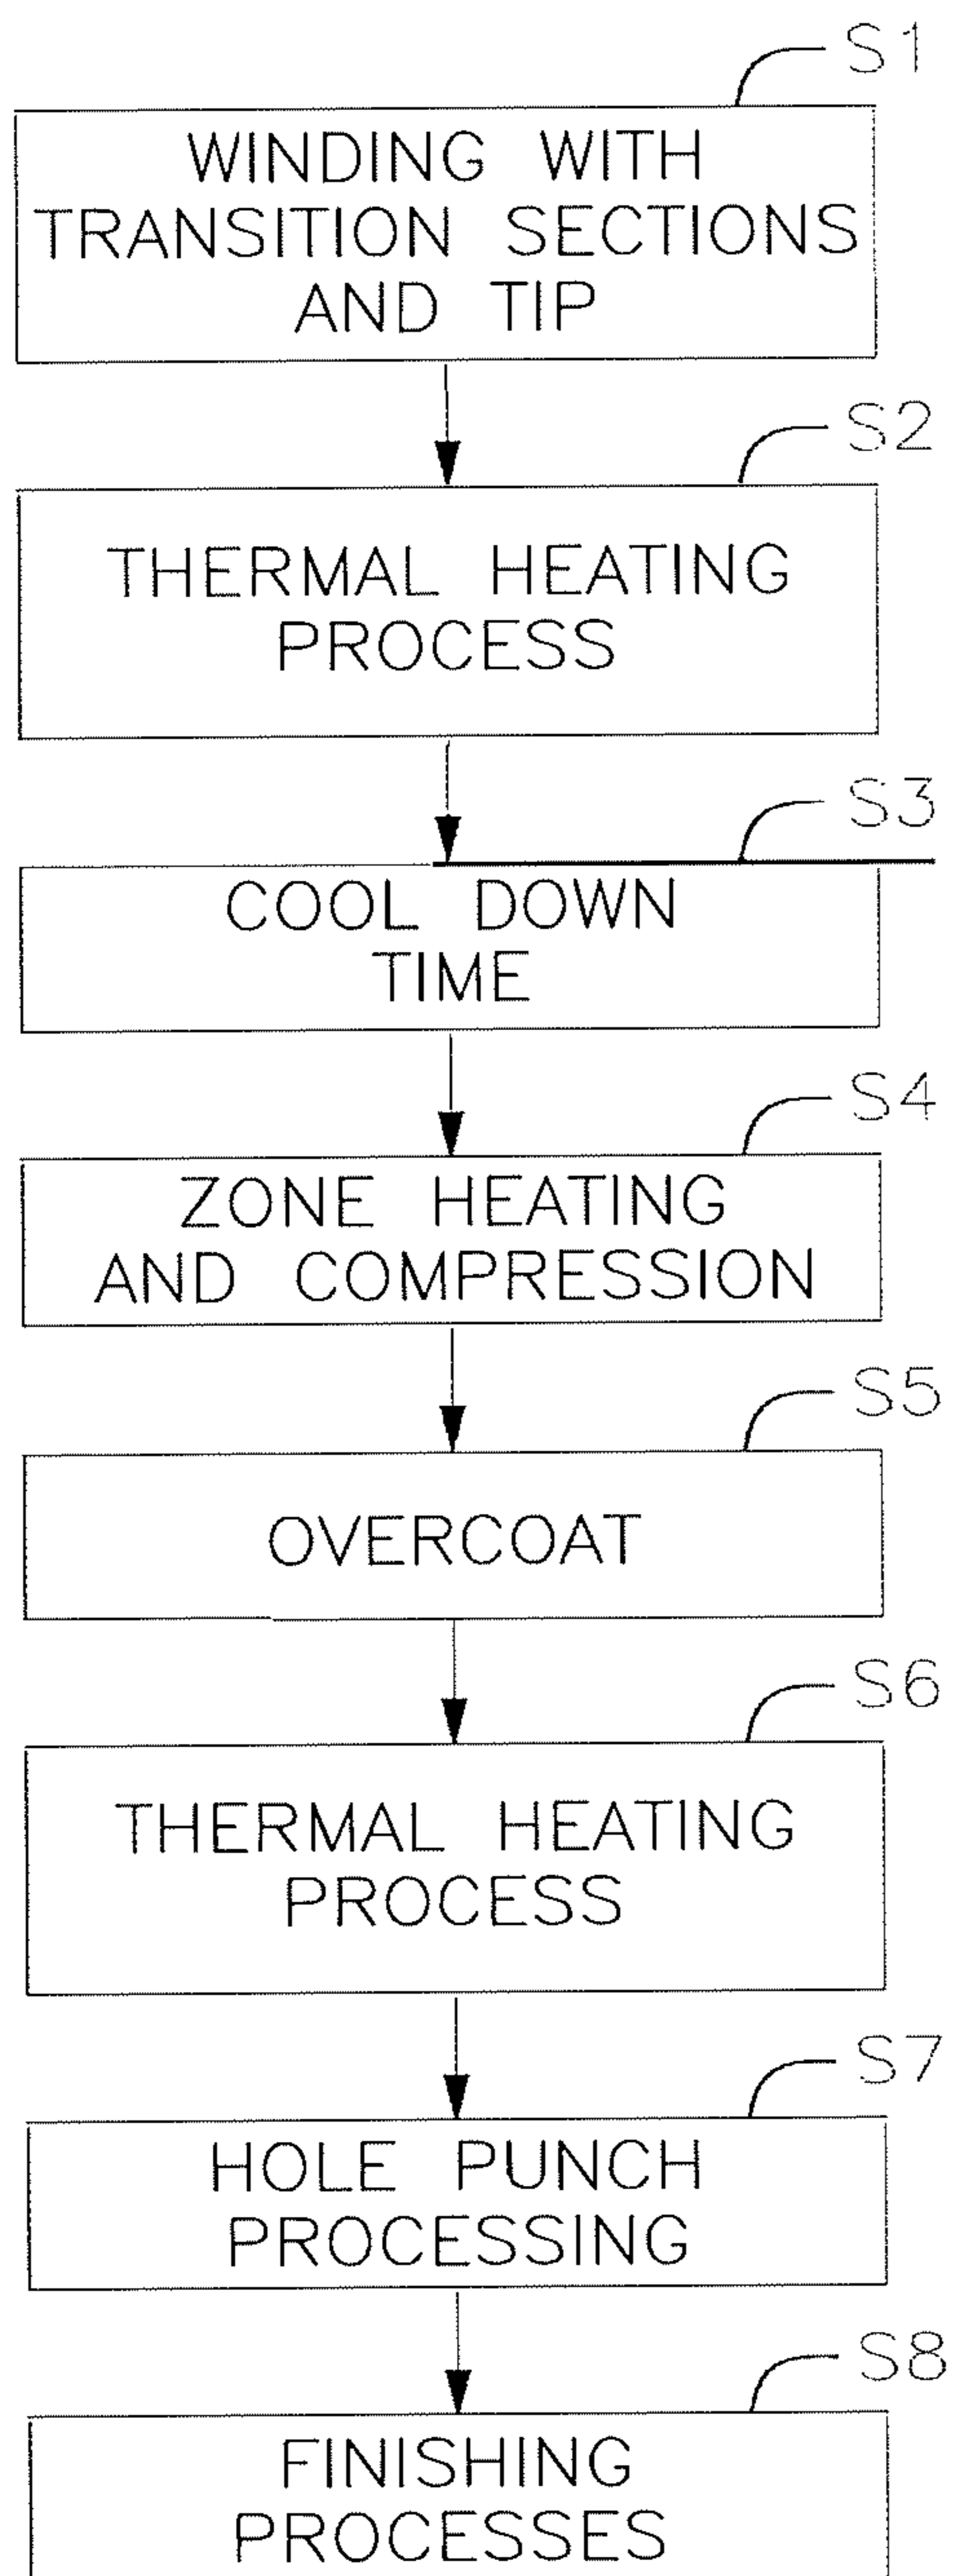 S1
WINDING WITH
TRANSITION SECTIONS
AND TIP
S2
THERMAL HEATING
PROCESS
S3
COOL DOWN
TIME
S4
ZONE HEATING
AND COMPRESSION
S5
OVERCOAT
S6
THERMAL HEATING
PROCESS
S7
HOLE PUNCH
PROCESSING
S8
FINISHING
PROCESSES